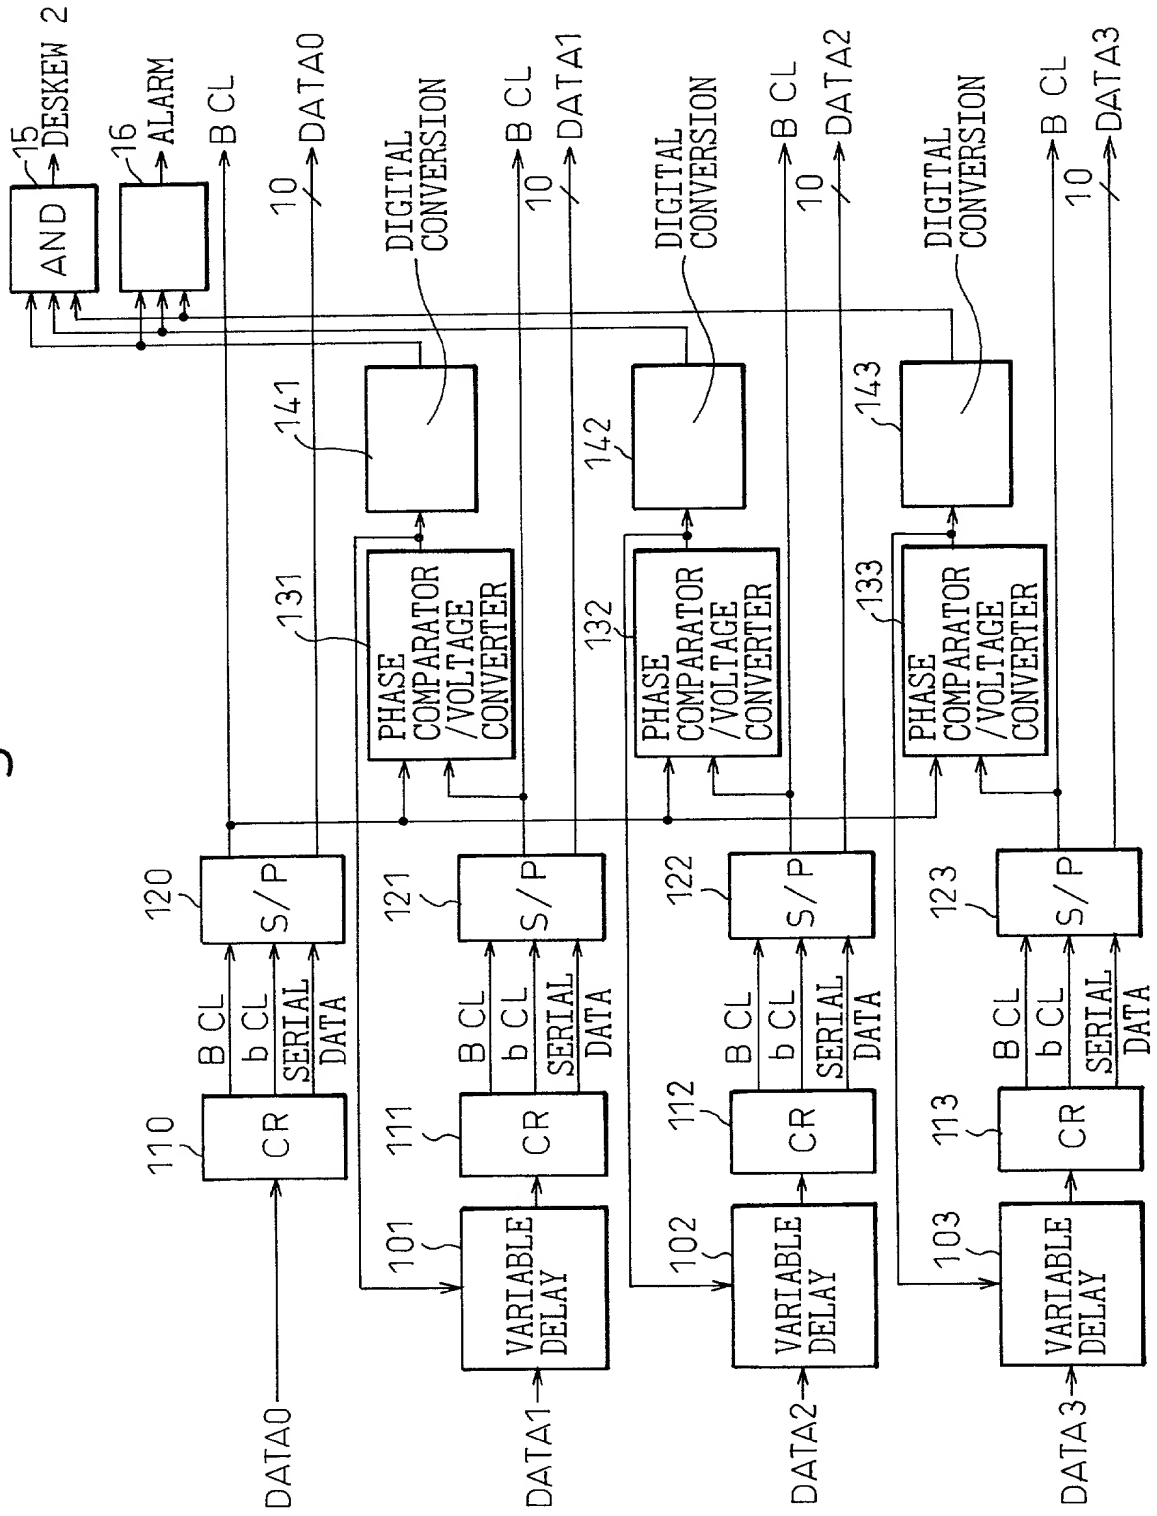 15
AND
DESKEW 2
16
ALARM
B CL
10
DATA0
DATA0
110
CR
B CL
b CL
SERIAL
DATA
120
S/P
131
PHASE
COMPARATOR
/VOLTAGE
CONVERTER
141
DIGITAL
CONVERSION
DATA1
101
VARIABLE
DELAY
111
CR
B CL
b CL
SERIAL
DATA
121
S/P
B CL
10
DATA1
132
PHASE
COMPARATOR
/VOLTAGE
CONVERTER
142
DIGITAL
CONVERSION
DATA2
102
VARIABLE
DELAY
112
CR
B CL
b CL
SERIAL
DATA
122
S/P
B CL
10
DATA2
133
PHASE
COMPARATOR
/VOLTAGE
CONVERTER
143
DIGITAL
CONVERSION
DATA3
103
VARIABLE
DELAY
113
CR
B CL
b CL
SERIAL
DATA
123
S/P
B CL
10
DATA3